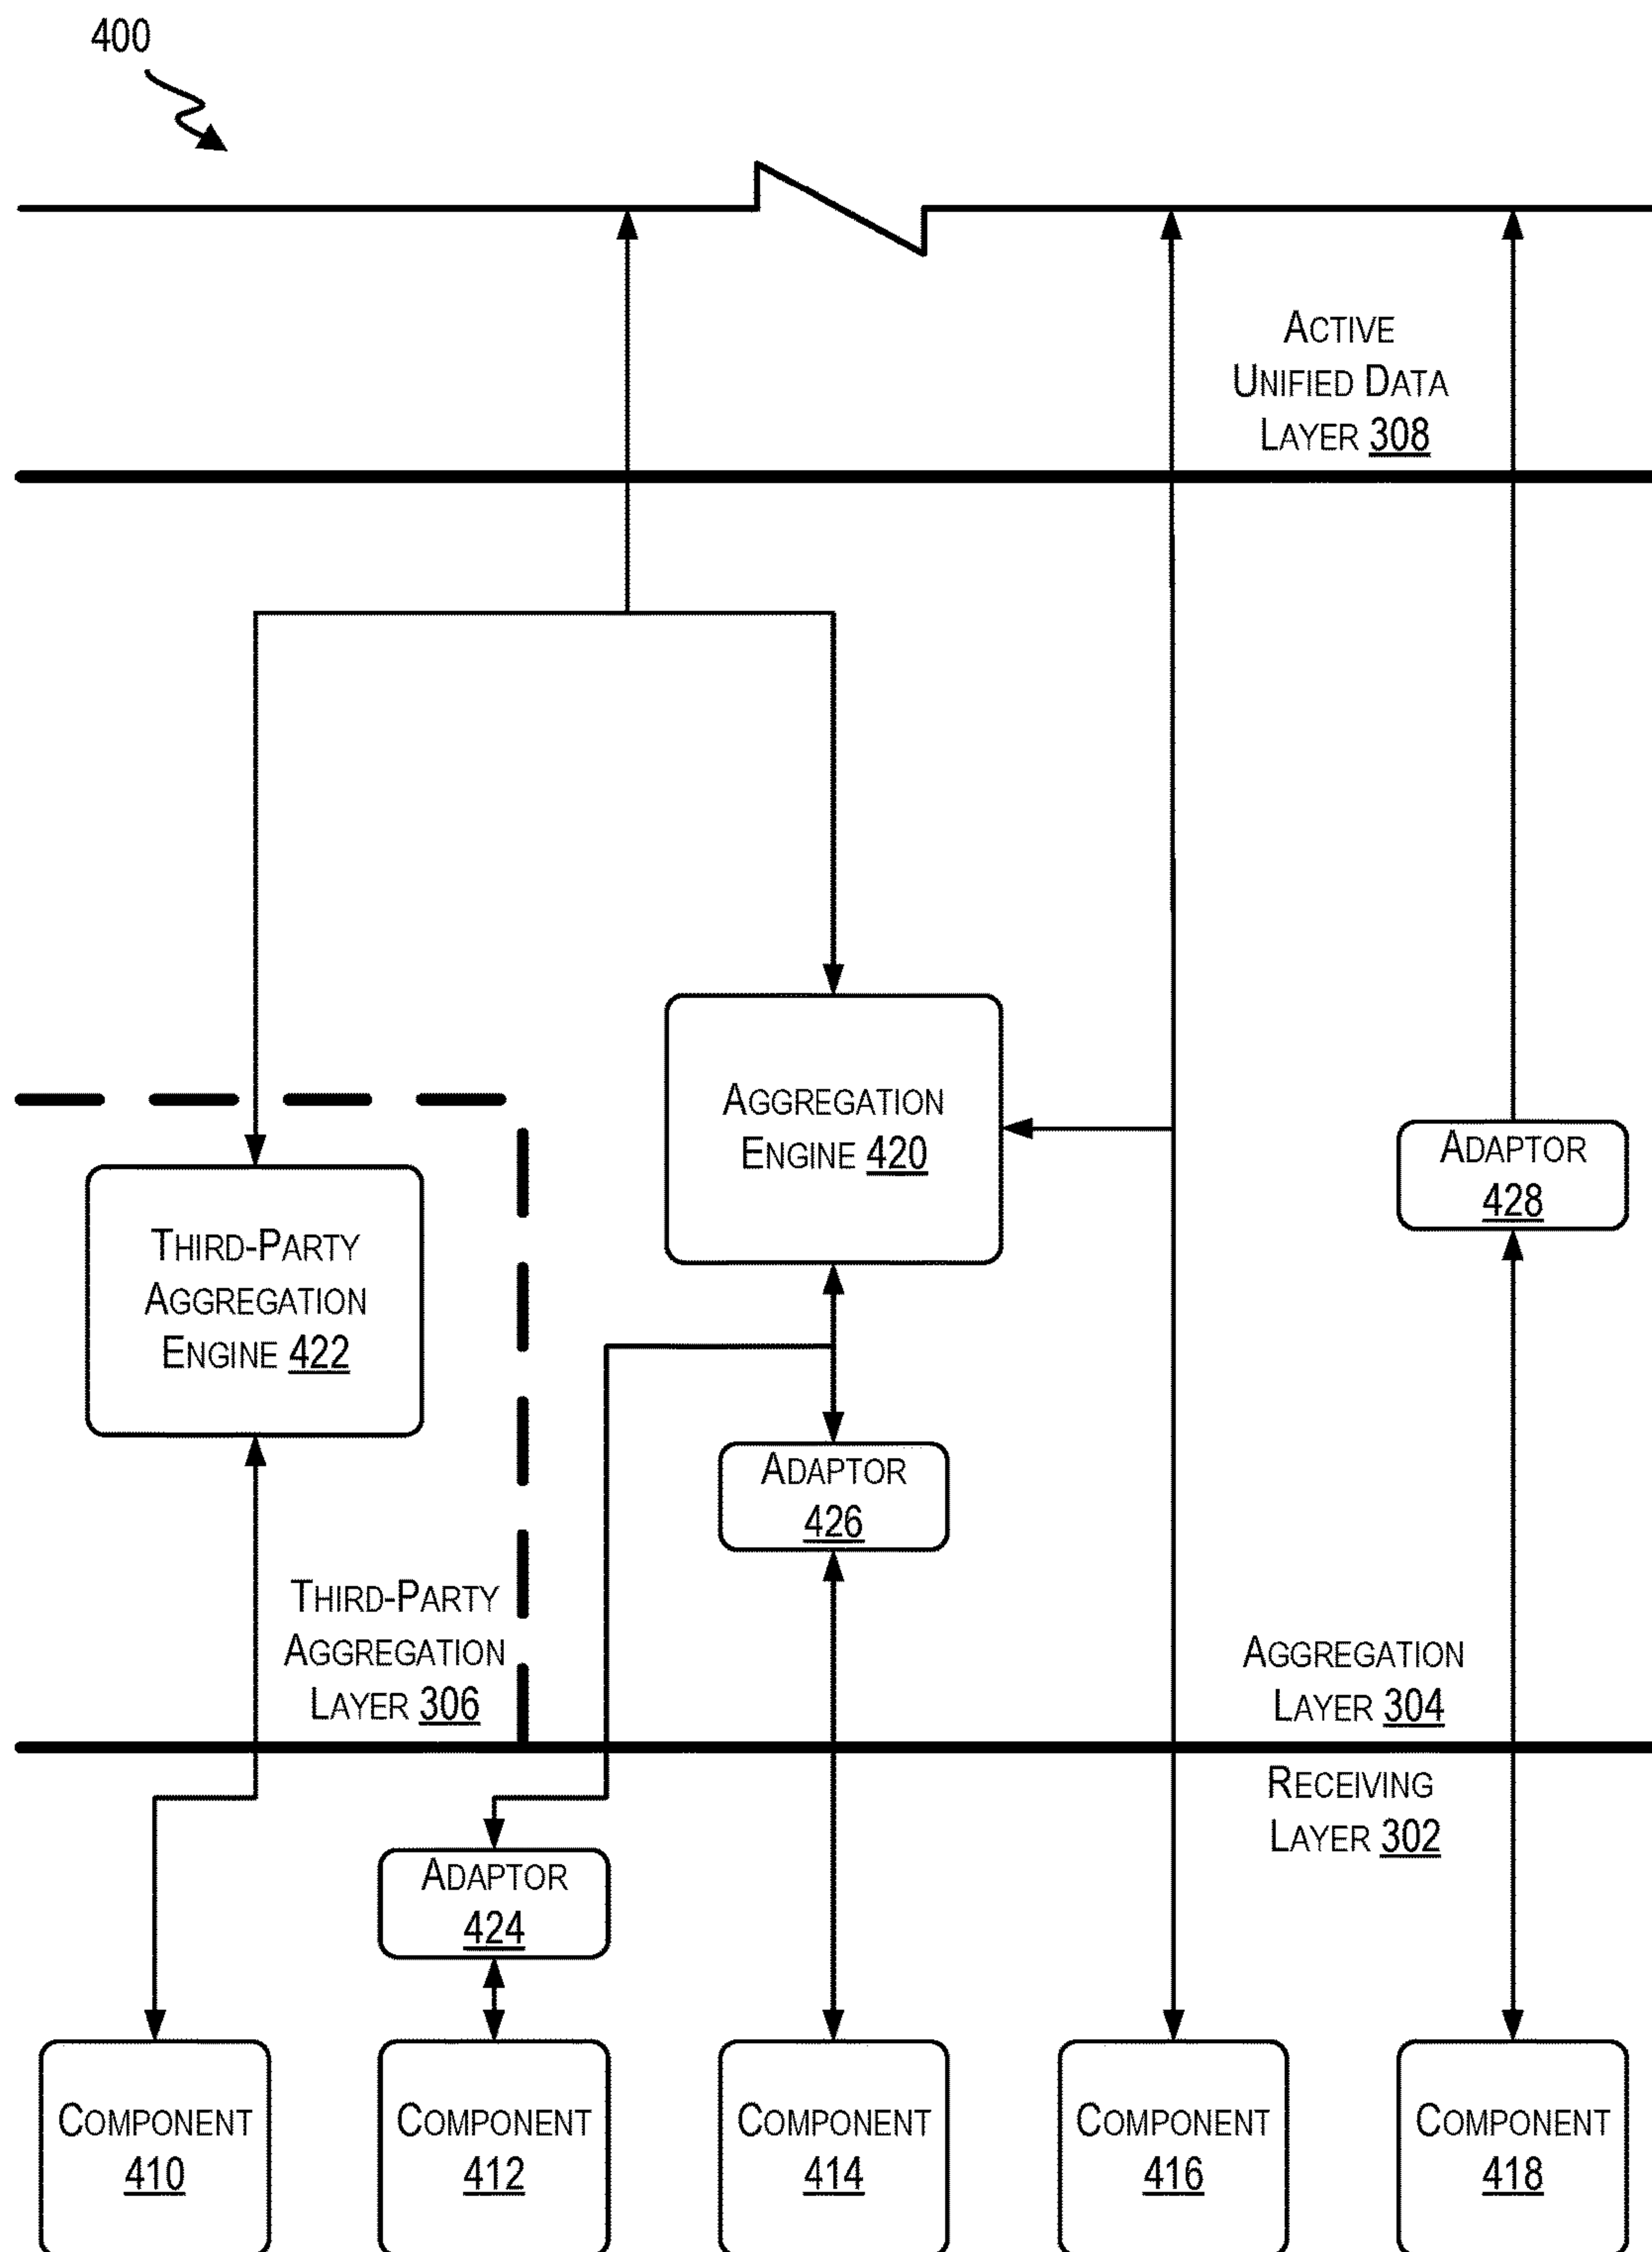 400
ACTIVE
UNIFIED DATA
LAYER 308
AGGREGATION
ENGINE 420
ADAPTOR
428
THIRD-PARTY
AGGREGATION
ENGINE 422
ADAPTOR
426
THIRD-PARTY
AGGREGATION
LAYER 306
AGGREGATION
LAYER 304
RECEIVING
LAYER 302
ADAPTOR
424
COMPONENT
410
COMPONENT
412
COMPONENT
414
COMPONENT
416
COMPONENT
418